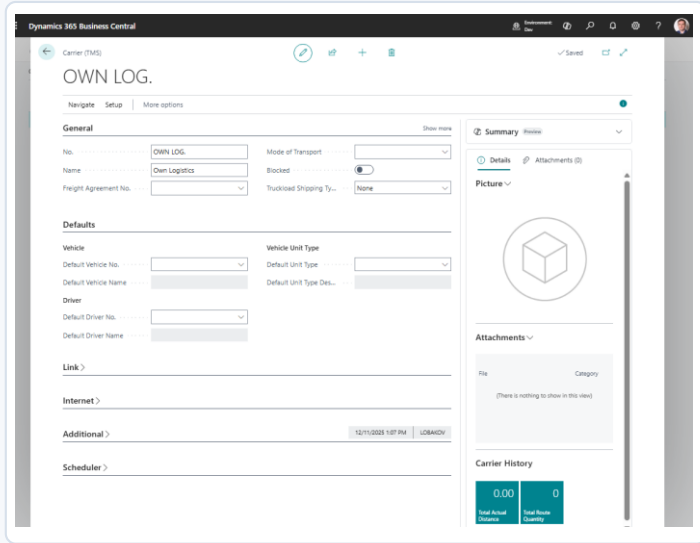 Dynamics 365 Business Central
Environment:
Dev
Carrier (TMS)
Saved
OWN LOG.
Navigate Setup More options
General
Show more
No. OWN LOG.
Name Own Logistics
Freight Agreement No.
Mode of Transport
Blocked
Truckload Shipping Ty... None
Defaults
Vehicle
Default Vehicle No.
Default Vehicle Name
Driver
Default Driver No.
Default Driver Name
Vehicle Unit Type
Default Unit Type
Default Unit Type Des...
Link
Internet
Additional
12/11/2025 1:07 PM LOBAKOV
Scheduler
Summary Preview
Details Attachments (0)
Picture
Attachments
File Category
(There is nothing to show in this view)
Carrier History
0.00
Total Actual
Distance
0
Total Route
Quantity